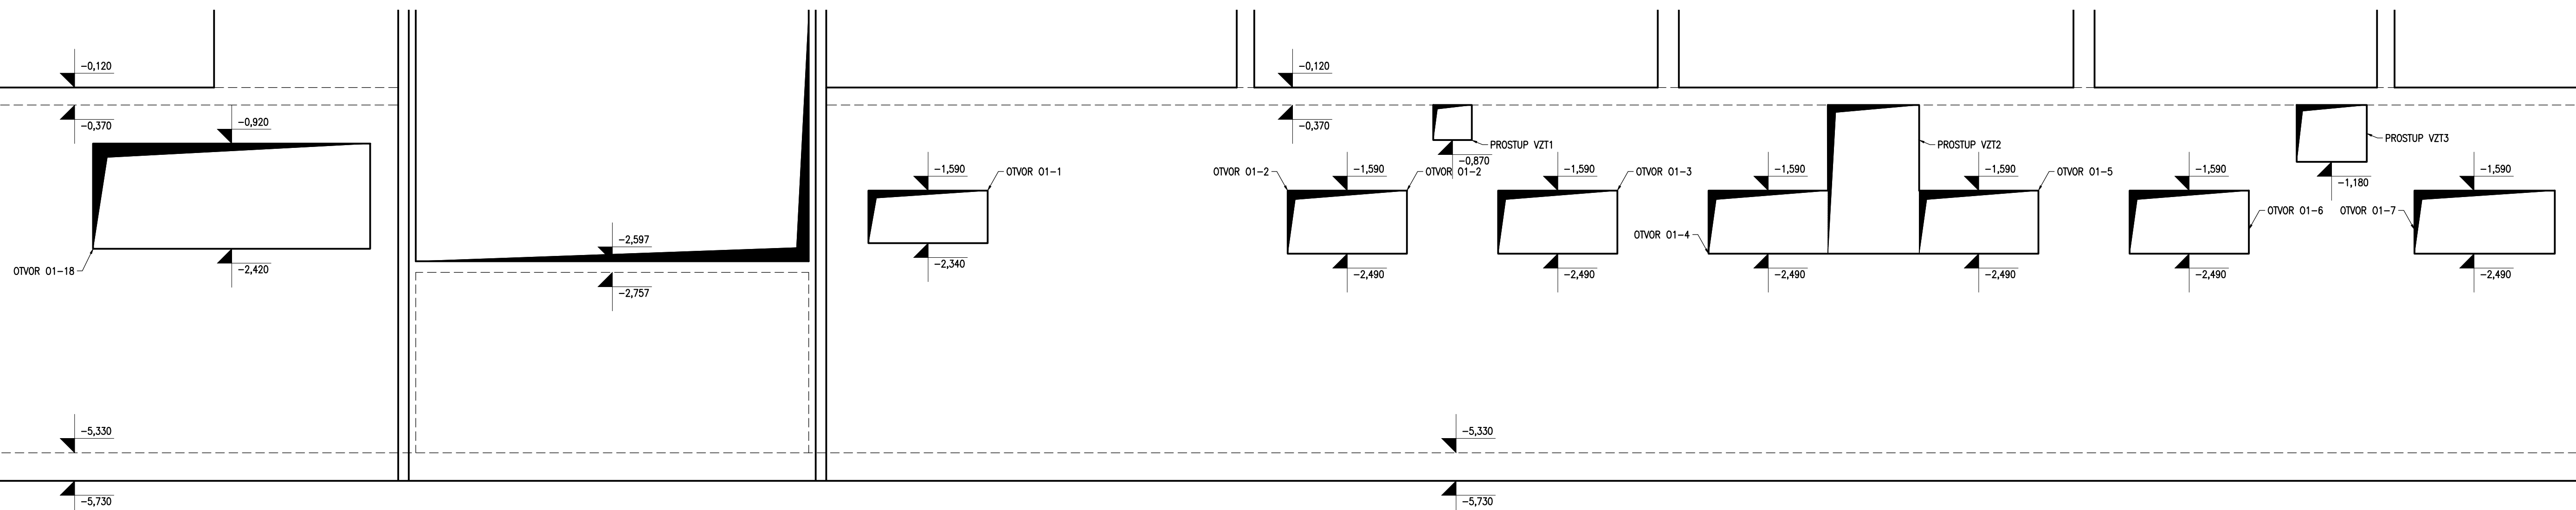 -0,120
-0,120
-0,370
-0,920
-0,370
PROSTUP VZT1
PROSTUP VZT2
PROSTUP VZT3
-0,870
-1,590
OTVOR 01-1
OTVOR 01-2
-1,590
OTVOR 01-2
-1,590
OTVOR 01-3
-1,590
-1,590
OTVOR 01-5
-1,590
-1,180
-1,590
OTVOR 01-6
OTVOR 01-7
OTVOR 01-4
-2,597
OTVOR 01-18
-2,420
-2,340
-2,490
-2,490
-2,490
-2,490
-2,490
-2,490
-2,757
-5,330
-5,330
-5,730
-5,730